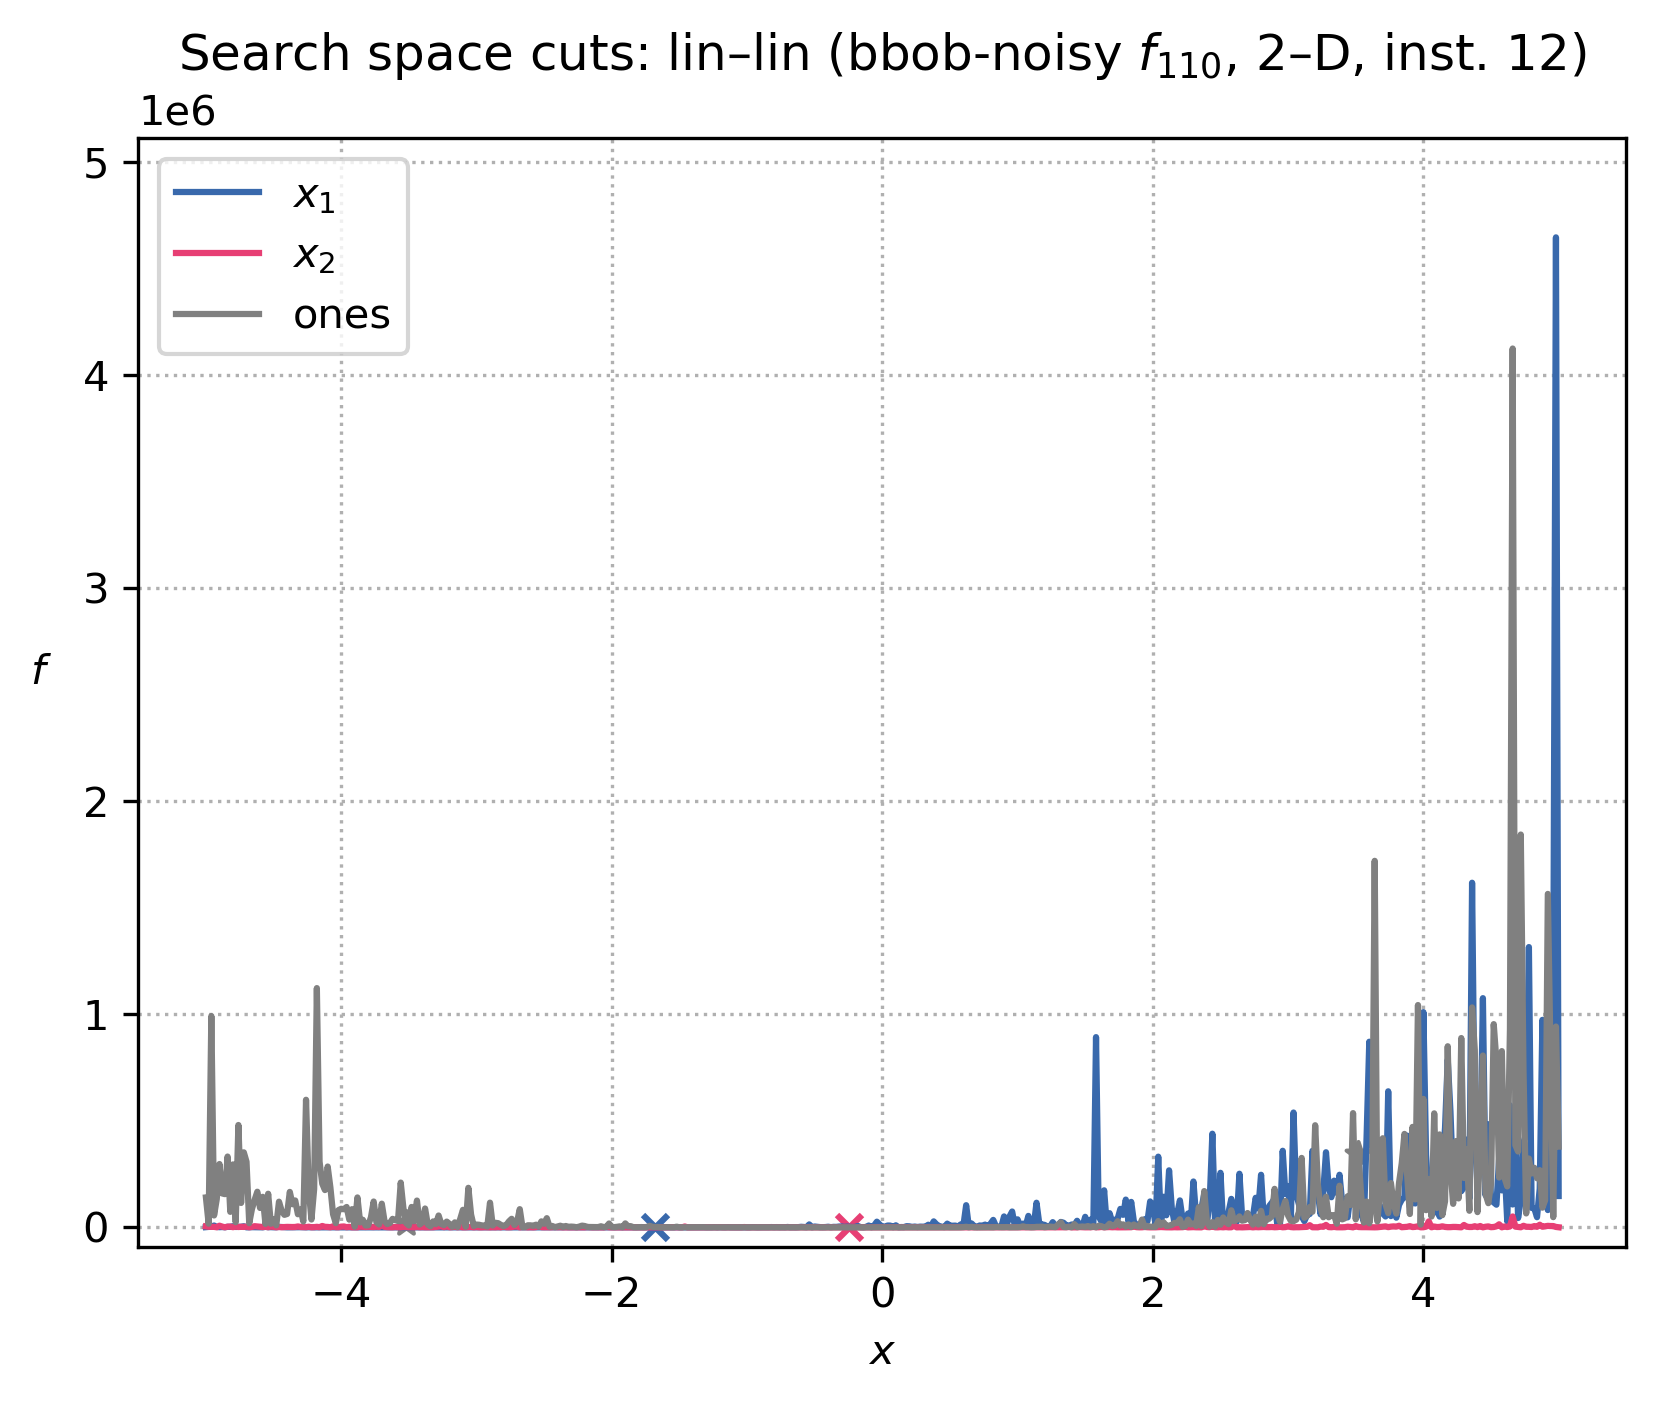 Search space cuts: lin–lin (bbob-noisy f₁₁₀, 2–D, inst. 12)
1e6
5
4
3
2
1
0
f
x₁
x₂
ones
−4 −2 0 2 4
x